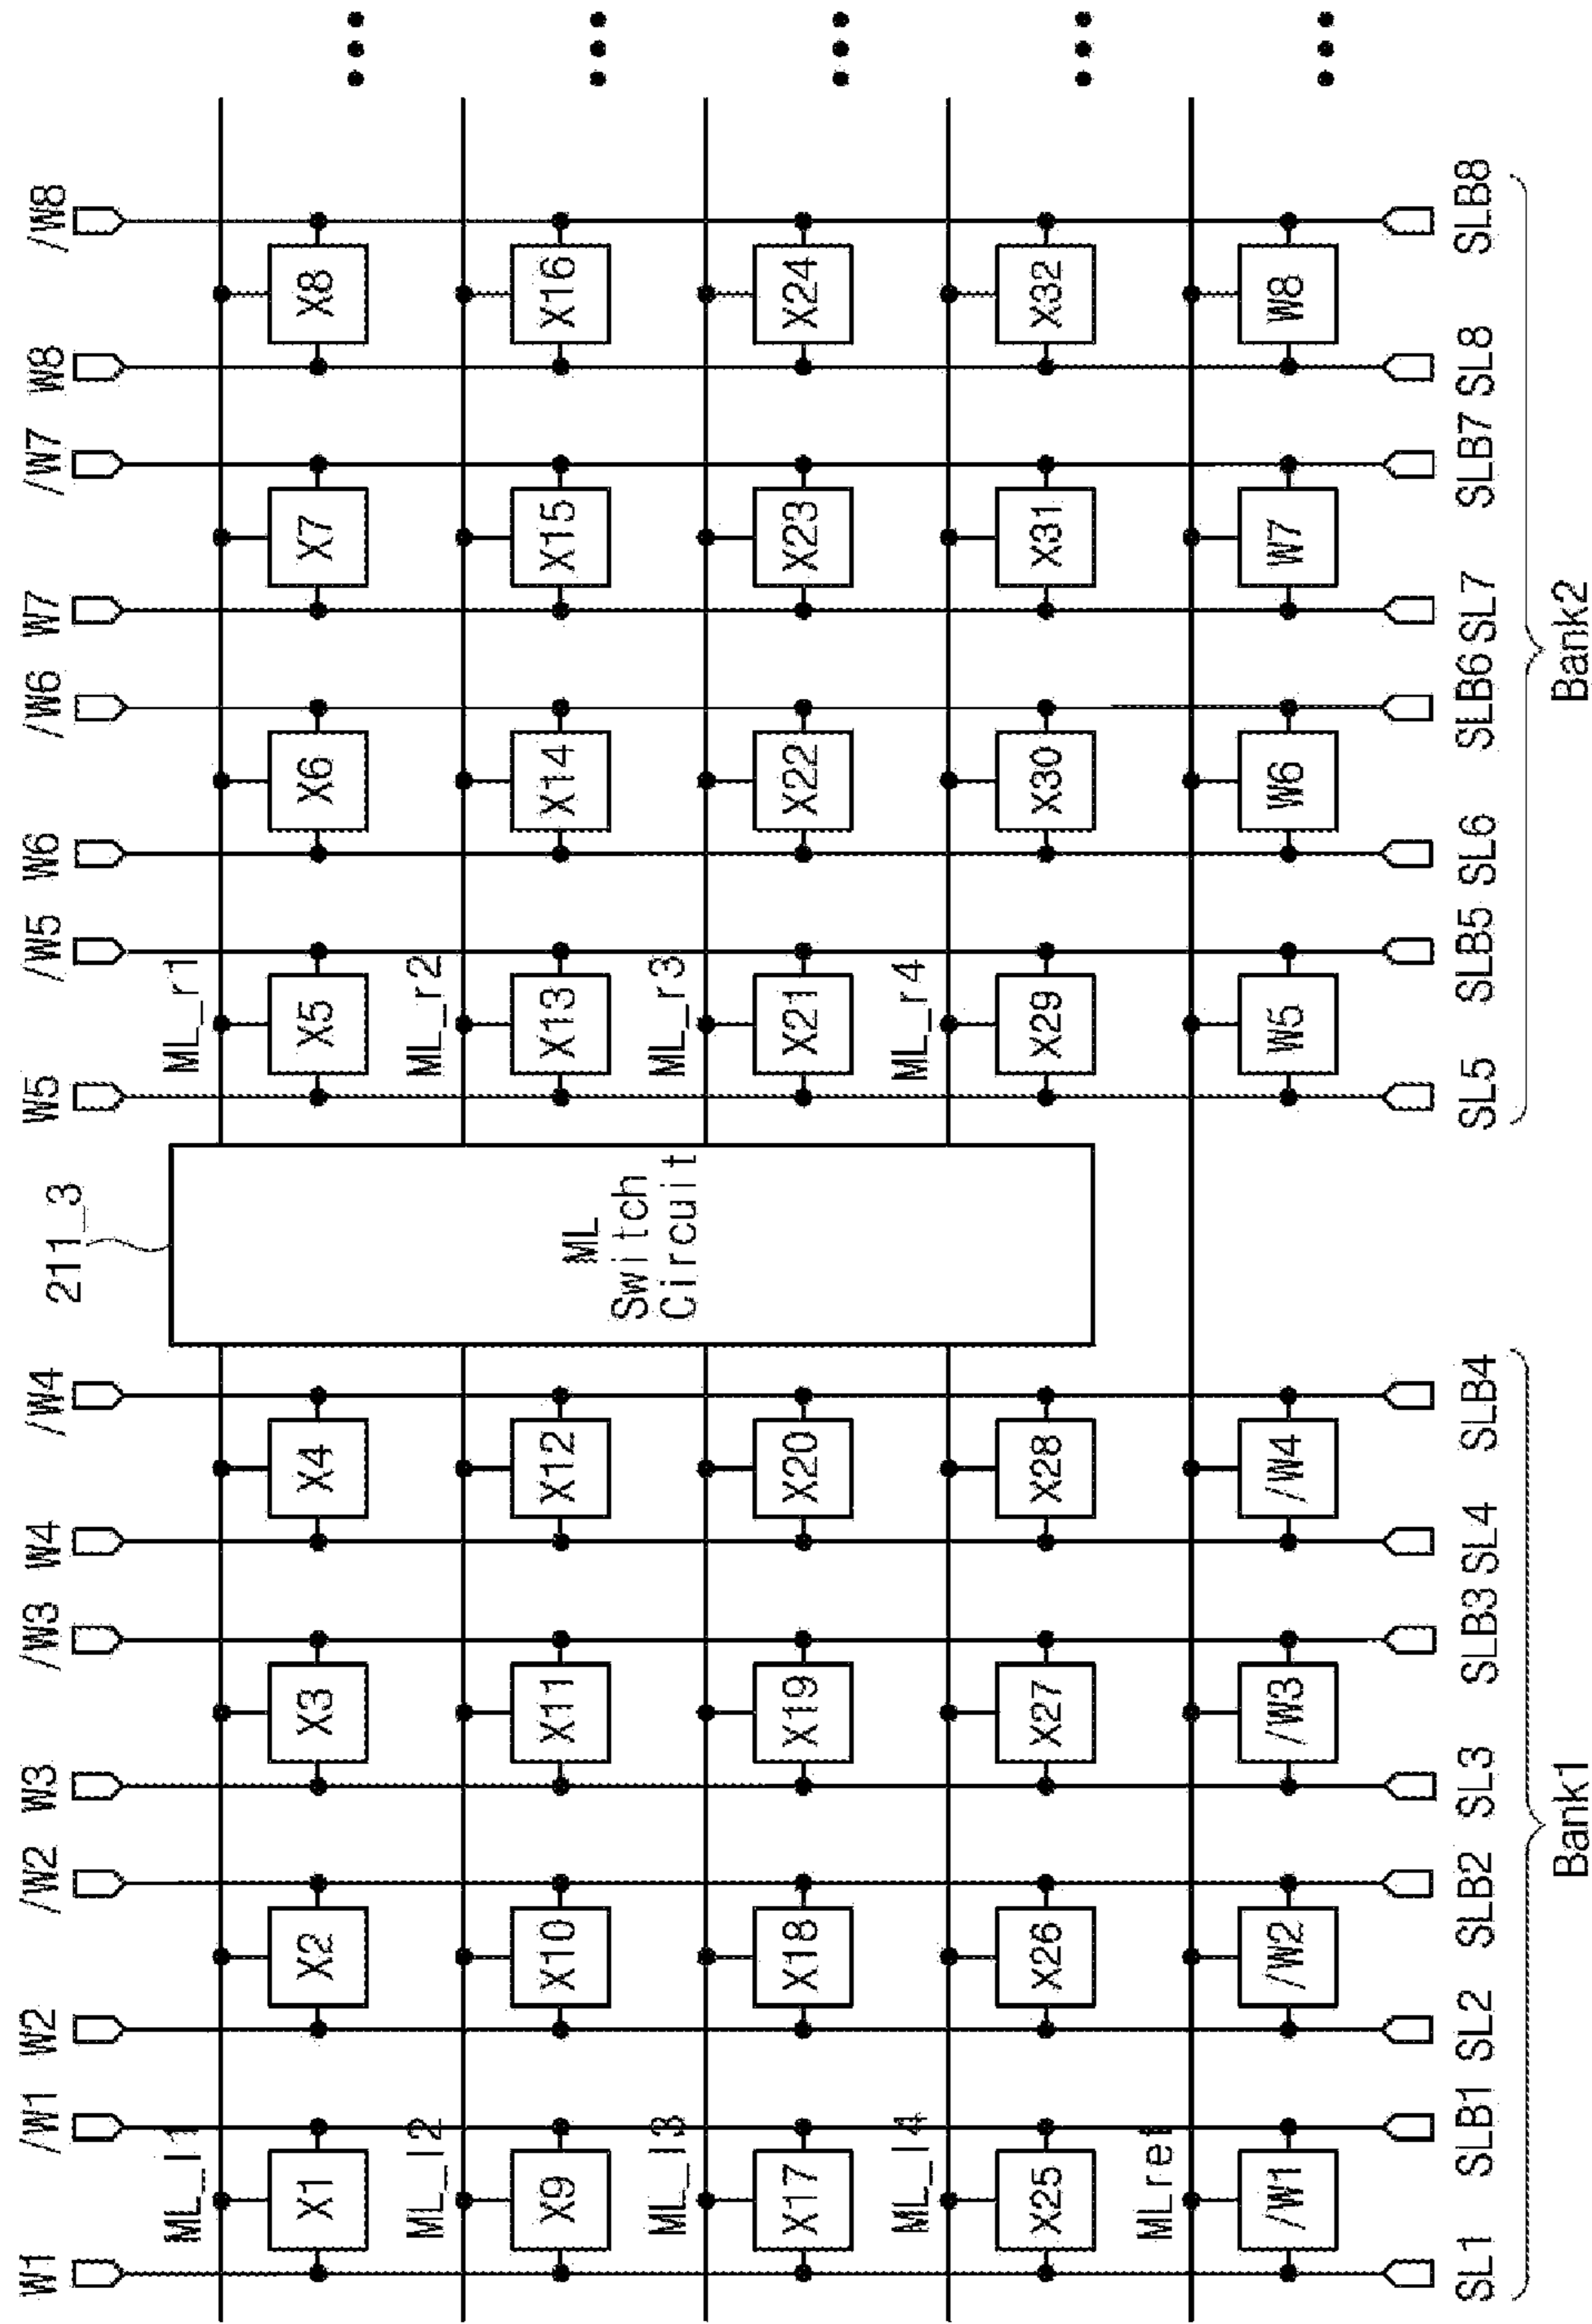 W1 /W1 W2 /W2 W3 /W3 W4 /W4 211_3 W5 /W5 W6 /W6 W7 /W7 W8 /W8
ML_l1 ML_r1
X1 X2 X3 X4 X5 X6 X7 X8
ML_l2 ML_r2
X9 X10 X11 X12 X13 X14 X15 X16
ML
Switch
Circuit
ML_l3 ML_r3
X17 X18 X19 X20 X21 X22 X23 X24
ML_l4 ML_r4
X25 X26 X27 X28 X29 X30 X31 X32
MLref
/W1 /W2 /W3 /W4 W5 W6 W7 W8
SL1 SLB1 SL2 SLB2 SL3 SLB3 SL4 SLB4 SL5 SLB5 SL6 SLB6 SL7 SLB7 SL8 SLB8
Bank1 Bank2